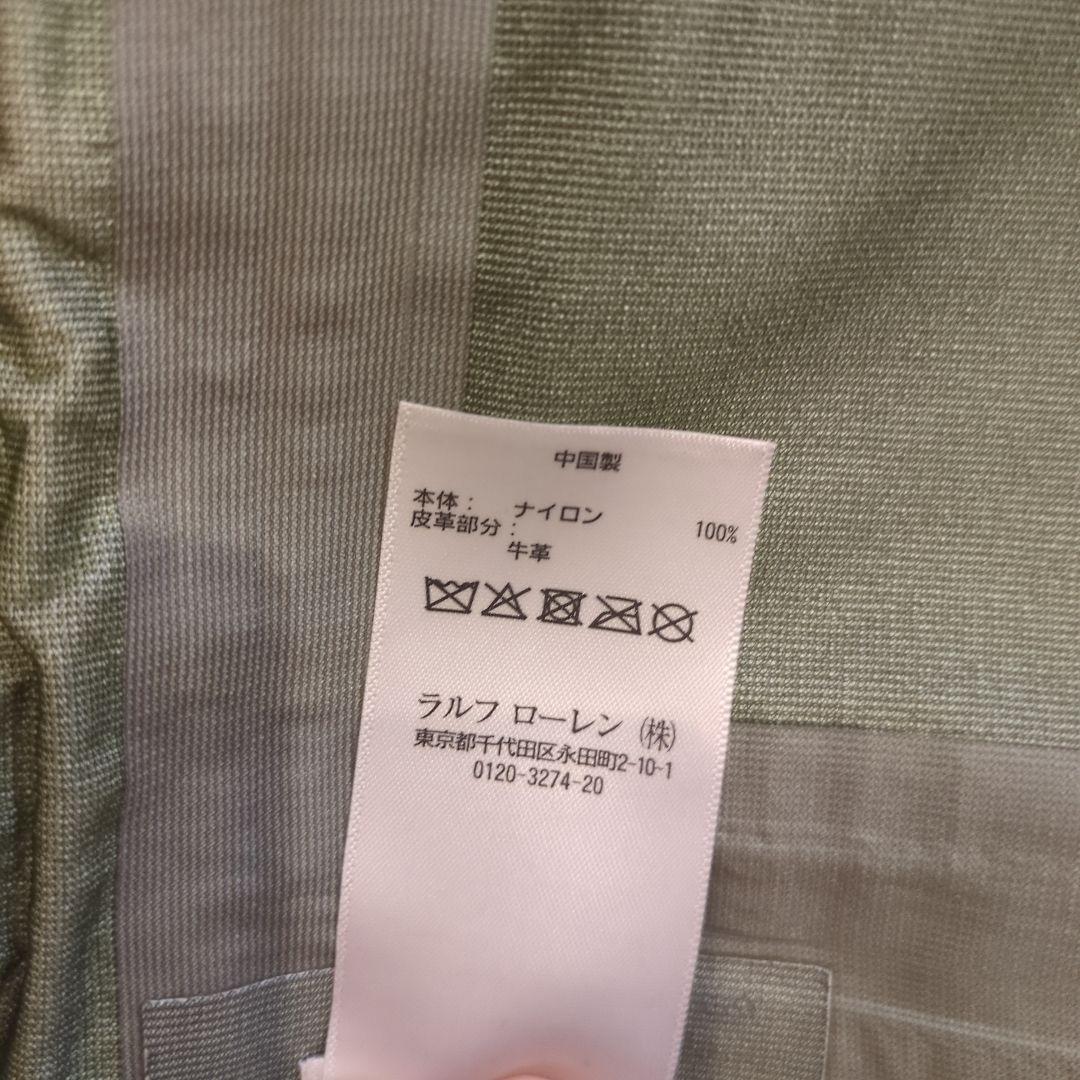 中国製
本体： ナイロン 100%
皮革部分：
牛革
ラルフ ローレン ㈱
東京都千代田区永田町2-10-1
0120-3274-20